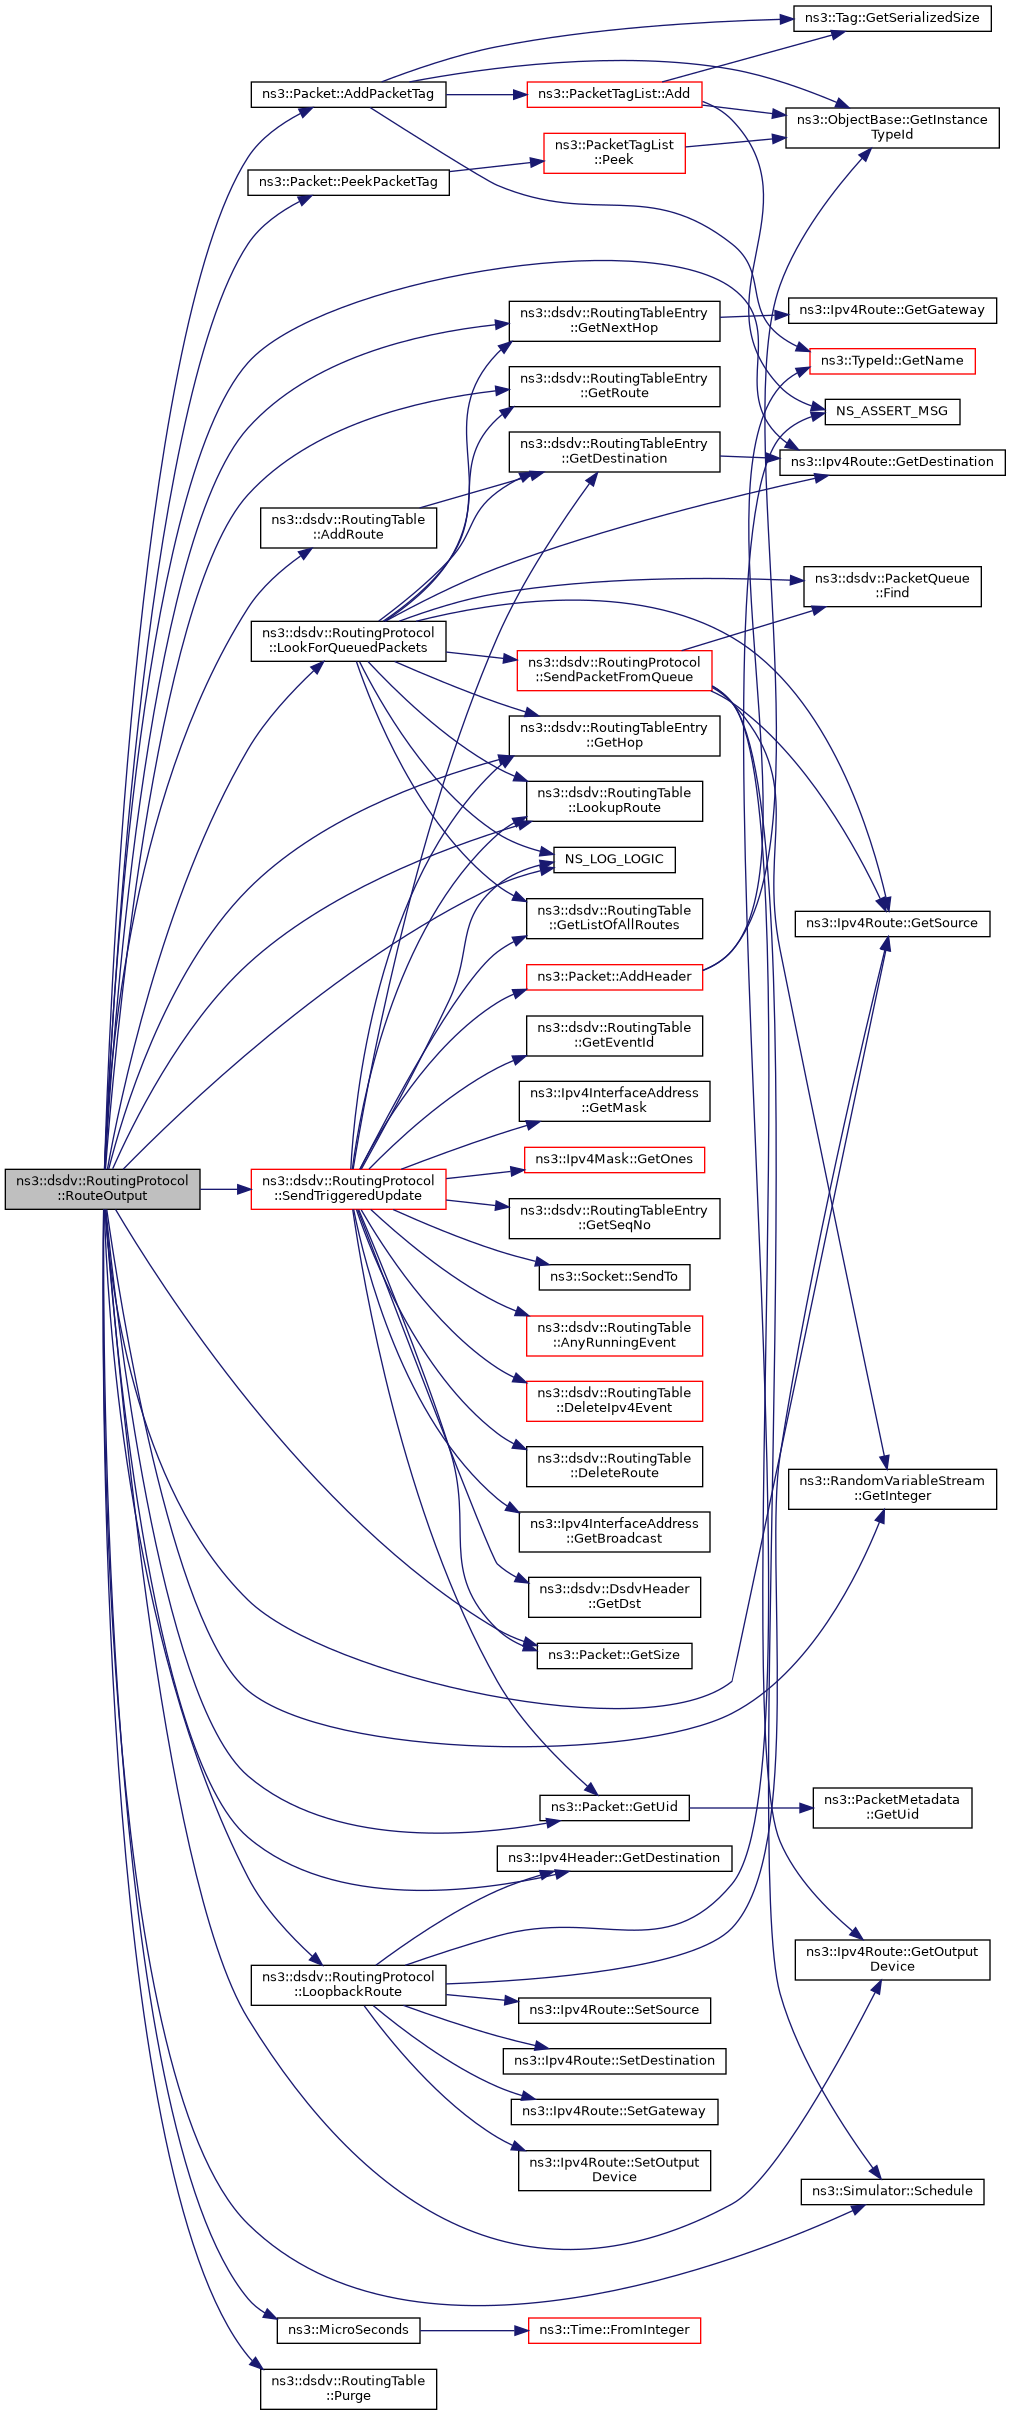 ns3::Tag::GetSerializedSize
ns3::Packet::AddPacketTag
ns3::PacketTagList::Add
ns3::ObjectBase::GetInstance
TypeId
ns3::PacketTagList
::Peek
ns3::Packet::PeekPacketTag
ns3::dsdv::RoutingTableEntry
::GetNextHop
ns3::Ipv4Route::GetGateway
ns3::TypeId::GetName
ns3::dsdv::RoutingTableEntry
::GetRoute
NS_ASSERT_MSG
ns3::dsdv::RoutingTableEntry
::GetDestination
ns3::Ipv4Route::GetDestination
ns3::dsdv::RoutingTable
::AddRoute
ns3::dsdv::PacketQueue
::Find
ns3::dsdv::RoutingProtocol
::LookForQueuedPackets
ns3::dsdv::RoutingProtocol
::SendPacketFromQueue
ns3::dsdv::RoutingTableEntry
::GetHop
ns3::dsdv::RoutingTable
::LookupRoute
NS_LOG_LOGIC
ns3::dsdv::RoutingTable
::GetListOfAllRoutes
ns3::Ipv4Route::GetSource
ns3::Packet::AddHeader
ns3::dsdv::RoutingTable
::GetEventId
ns3::Ipv4InterfaceAddress
::GetMask
ns3::Ipv4Mask::GetOnes
ns3::dsdv::RoutingProtocol
::RouteOutput
ns3::dsdv::RoutingProtocol
::SendTriggeredUpdate
ns3::dsdv::RoutingTableEntry
::GetSeqNo
ns3::Socket::SendTo
ns3::dsdv::RoutingTable
::AnyRunningEvent
ns3::dsdv::RoutingTable
::DeleteIpv4Event
ns3::dsdv::RoutingTable
::DeleteRoute
ns3::RandomVariableStream
::GetInteger
ns3::Ipv4InterfaceAddress
::GetBroadcast
ns3::dsdv::DsdvHeader
::GetDst
ns3::Packet::GetSize
ns3::Packet::GetUid
ns3::PacketMetadata
::GetUid
ns3::Ipv4Header::GetDestination
ns3::Ipv4Route::GetOutput
Device
ns3::dsdv::RoutingProtocol
::LoopbackRoute
ns3::Ipv4Route::SetSource
ns3::Ipv4Route::SetDestination
ns3::Ipv4Route::SetGateway
ns3::Ipv4Route::SetOutput
Device
ns3::Simulator::Schedule
ns3::MicroSeconds
ns3::Time::FromInteger
ns3::dsdv::RoutingTable
::Purge